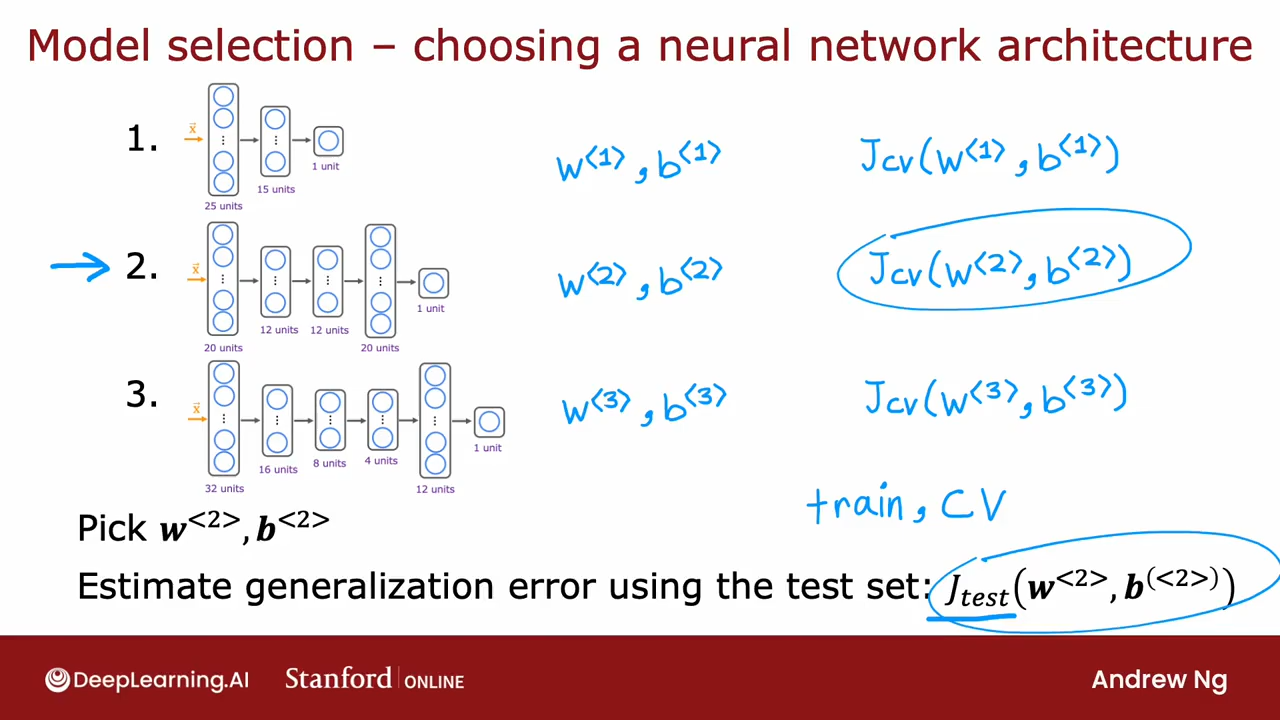 Model selection – choosing a neural network architecture
1.
x⃗
25 units
15 units
1 unit
w<1>, b<1>
Jcv(w<1>, b<1>)
2.
x⃗
20 units
12 units
12 units
20 units
1 unit
w<2>, b<2>
Jcv(w<2>, b<2>)
3.
x⃗
32 units
16 units
8 units
4 units
12 units
1 unit
w<3>, b<3>
Jcv(w<3>, b<3>)
train, CV
Pick w<2>, b<2>
Estimate generalization error using the test set: Jtest(w<2>, b(<2>))
DeepLearning.AI Stanford | ONLINE Andrew Ng